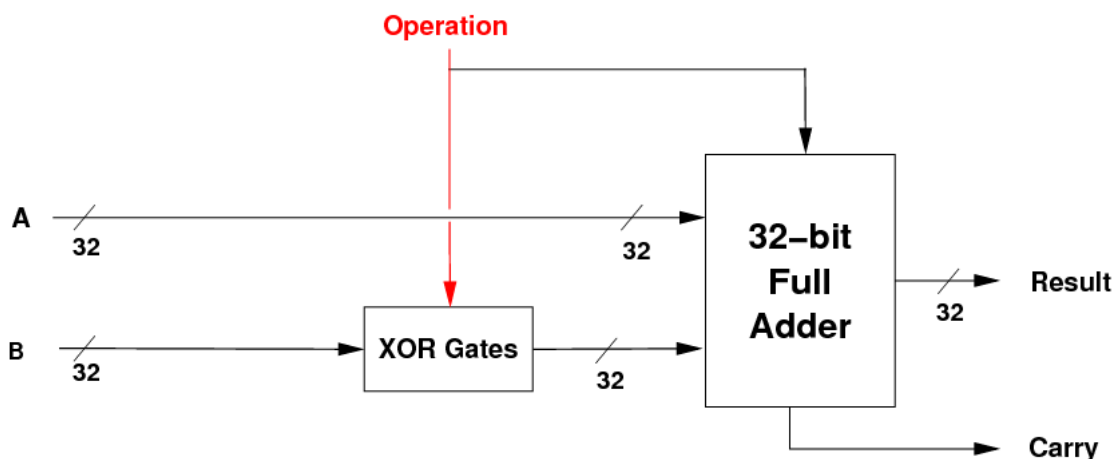 Operation
A
32
32
32-bit
Full
Adder
Result
32
B
32
XOR Gates
32
Carry